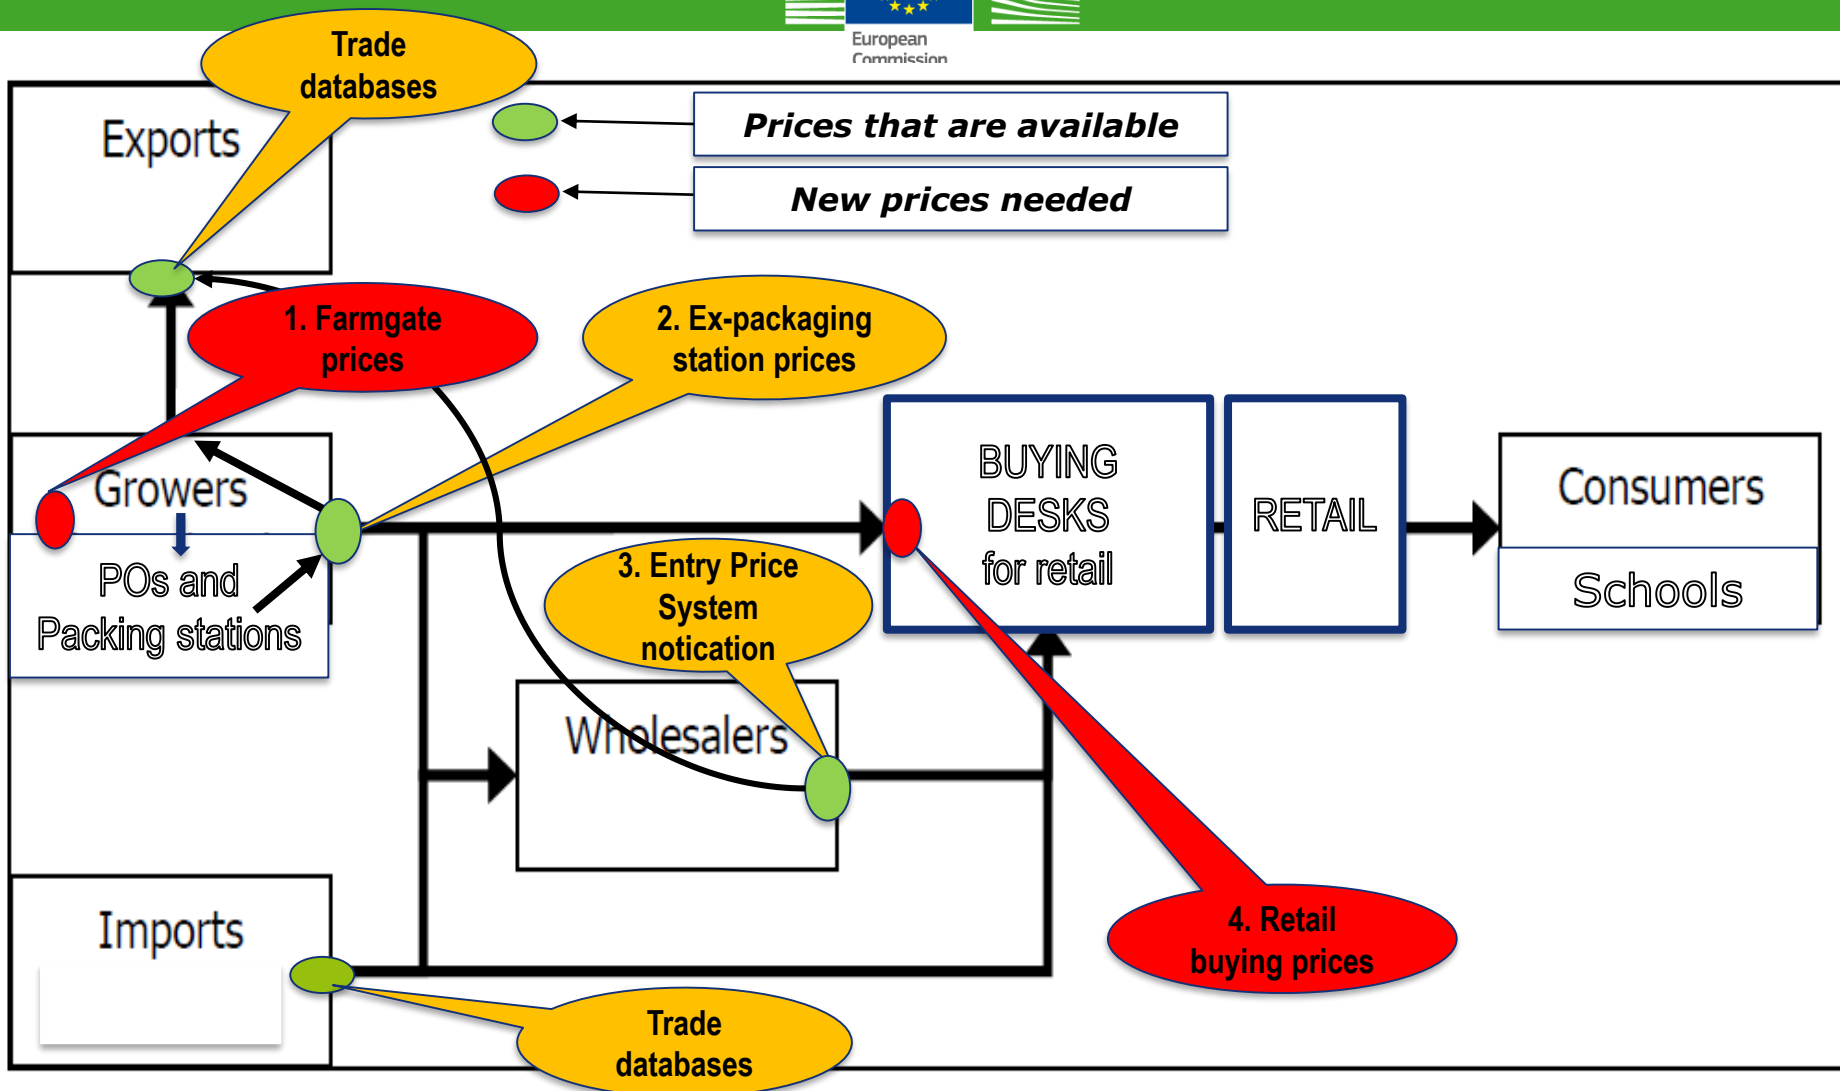 European
Commission
Trade
databases
Exports
Prices that are available
New prices needed
1. Farmgate
prices
2. Ex-packaging
station prices
Growers
POs and
Packing stations
BUYING
DESKS
for retail
RETAIL
Consumers
Schools
3. Entry Price
System
notication
Wholesalers
Imports
4. Retail
buying prices
Trade
databases